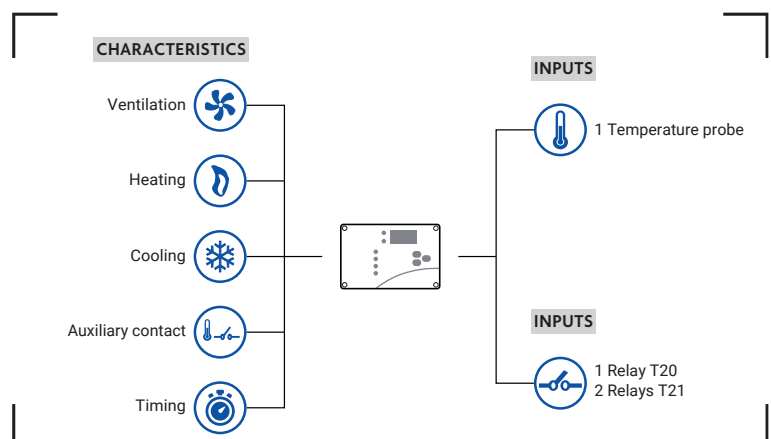 CHARACTERISTICS
Ventilation
Heating
Cooling
Auxiliary contact
Timing
INPUTS
1 Temperature probe
INPUTS
1 Relay T20
2 Relays T21